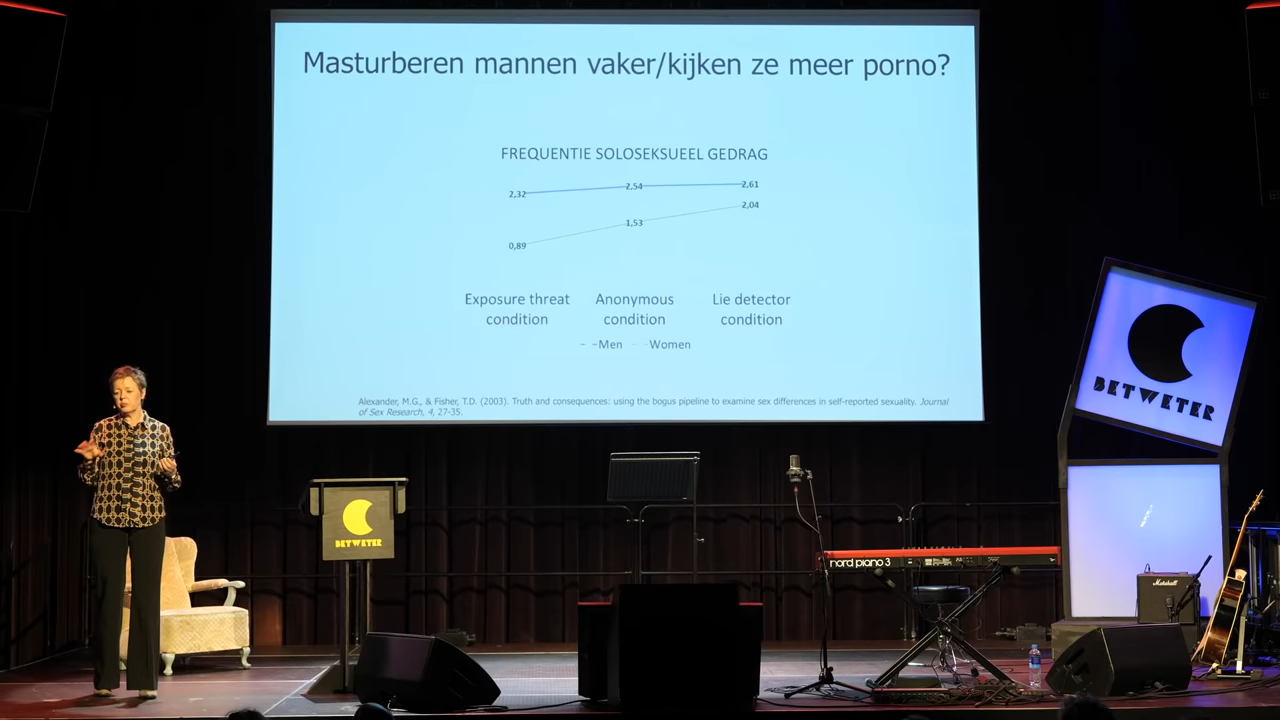 Masturberen mannen vaker/kijken ze meer porno?
FREQUENTIE SOLOSEKSUEEL GEDRAG
2,32
2,54
2,61
0,89
1,53
2,04
Exposure threat condition
Anonymous condition
Lie detector condition
Men
Women
Alexander, M.G., & Fisher, T.D. (2003). Truth and consequences: using the bogus pipeline to examine sex differences in self-reported sexuality. Journal
of Sex Research, 4, 27-35.
BETWETER
BETWETER
nord piano 3
Marshall